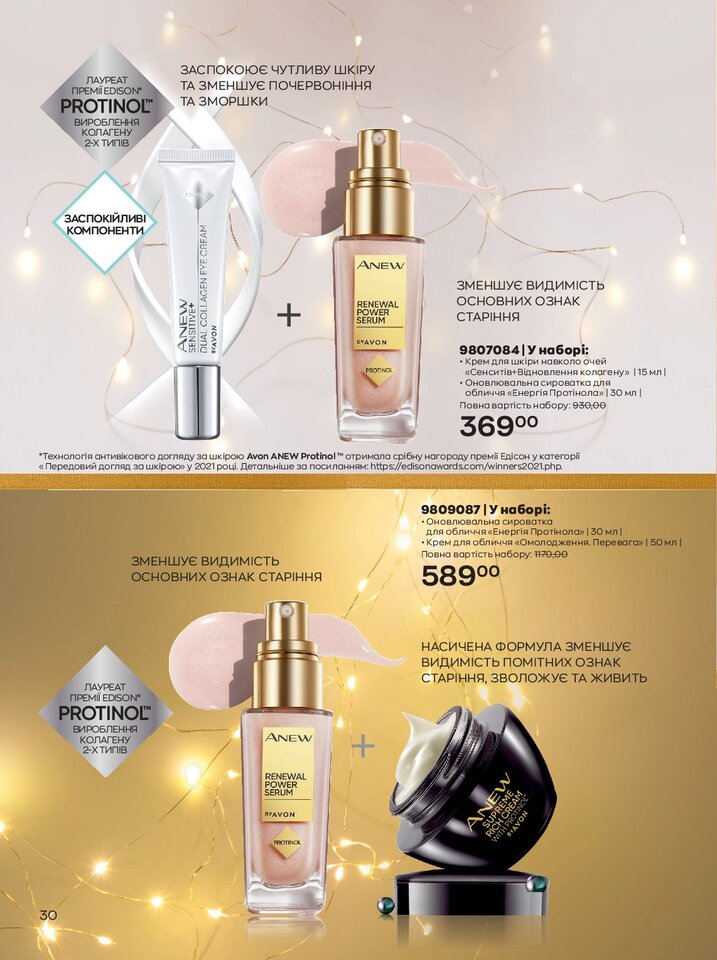 ЛАУРЕАТ
ПРЕМІЇ EDISON*
PROTINOL™
ВИРОБЛЕННЯ
КОЛАГЕНУ
2-Х ТИПІВ
ЗАСПОКОЮЄ ЧУТЛИВУ ШКІРУ
ТА ЗМЕНШУЄ ПОЧЕРВОНІННЯ
ТА ЗМОРШКИ
ЗАСПОКІЙЛИВІ
КОМПОНЕНТИ
PROTINOL
ANEW
SENSITIVE+
DUAL COLLAGEN EYE CREAM
BY AVON
+
ANEW
RENEWAL
POWER
SERUM
BY AVON
PROTINOL
ЗМЕНШУЄ ВИДИМІСТЬ
ОСНОВНИХ ОЗНАК
СТАРІННЯ
9807084 | У наборі:
• Крем для шкіри навколо очей
«Сенситів+Відновлення колагену» | 15 мл |
• Оновлювальна сироватка для
обличчя «Енергія Протінола» | 30 мл |
Повна вартість набору: 930,00
369⁰⁰
*Технологія антивікового догляду за шкірою Avon ANEW Protinol™ отримала срібну нагороду премії Едісон у категорії
«Передовий догляд за шкірою» у 2021 році. Детальніше за посиланням: https://edisonawards.com/winners2021.php.
9809087 | У наборі:
• Оновлювальна сироватка
для обличчя «Енергія Протінола» | 30 мл |
• Крем для обличчя «Омолодження. Перевага» | 50 мл |
Повна вартість набору: 1170,00
589⁰⁰
ЗМЕНШУЄ ВИДИМІСТЬ
ОСНОВНИХ ОЗНАК СТАРІННЯ
НАСИЧЕНА ФОРМУЛА ЗМЕНШУЄ
ВИДИМІСТЬ ПОМІТНИХ ОЗНАК
СТАРІННЯ, ЗВОЛОЖУЄ ТА ЖИВИТЬ
ЛАУРЕАТ
ПРЕМІЇ EDISON*
PROTINOL™
ВИРОБЛЕННЯ
КОЛАГЕНУ
2-Х ТИПІВ
ANEW
RENEWAL
POWER
SERUM
BY AVON
PROTINOL
+
ANEW
SUPREME
RICH CREAM
WITH PROTINOL™
BY AVON
30